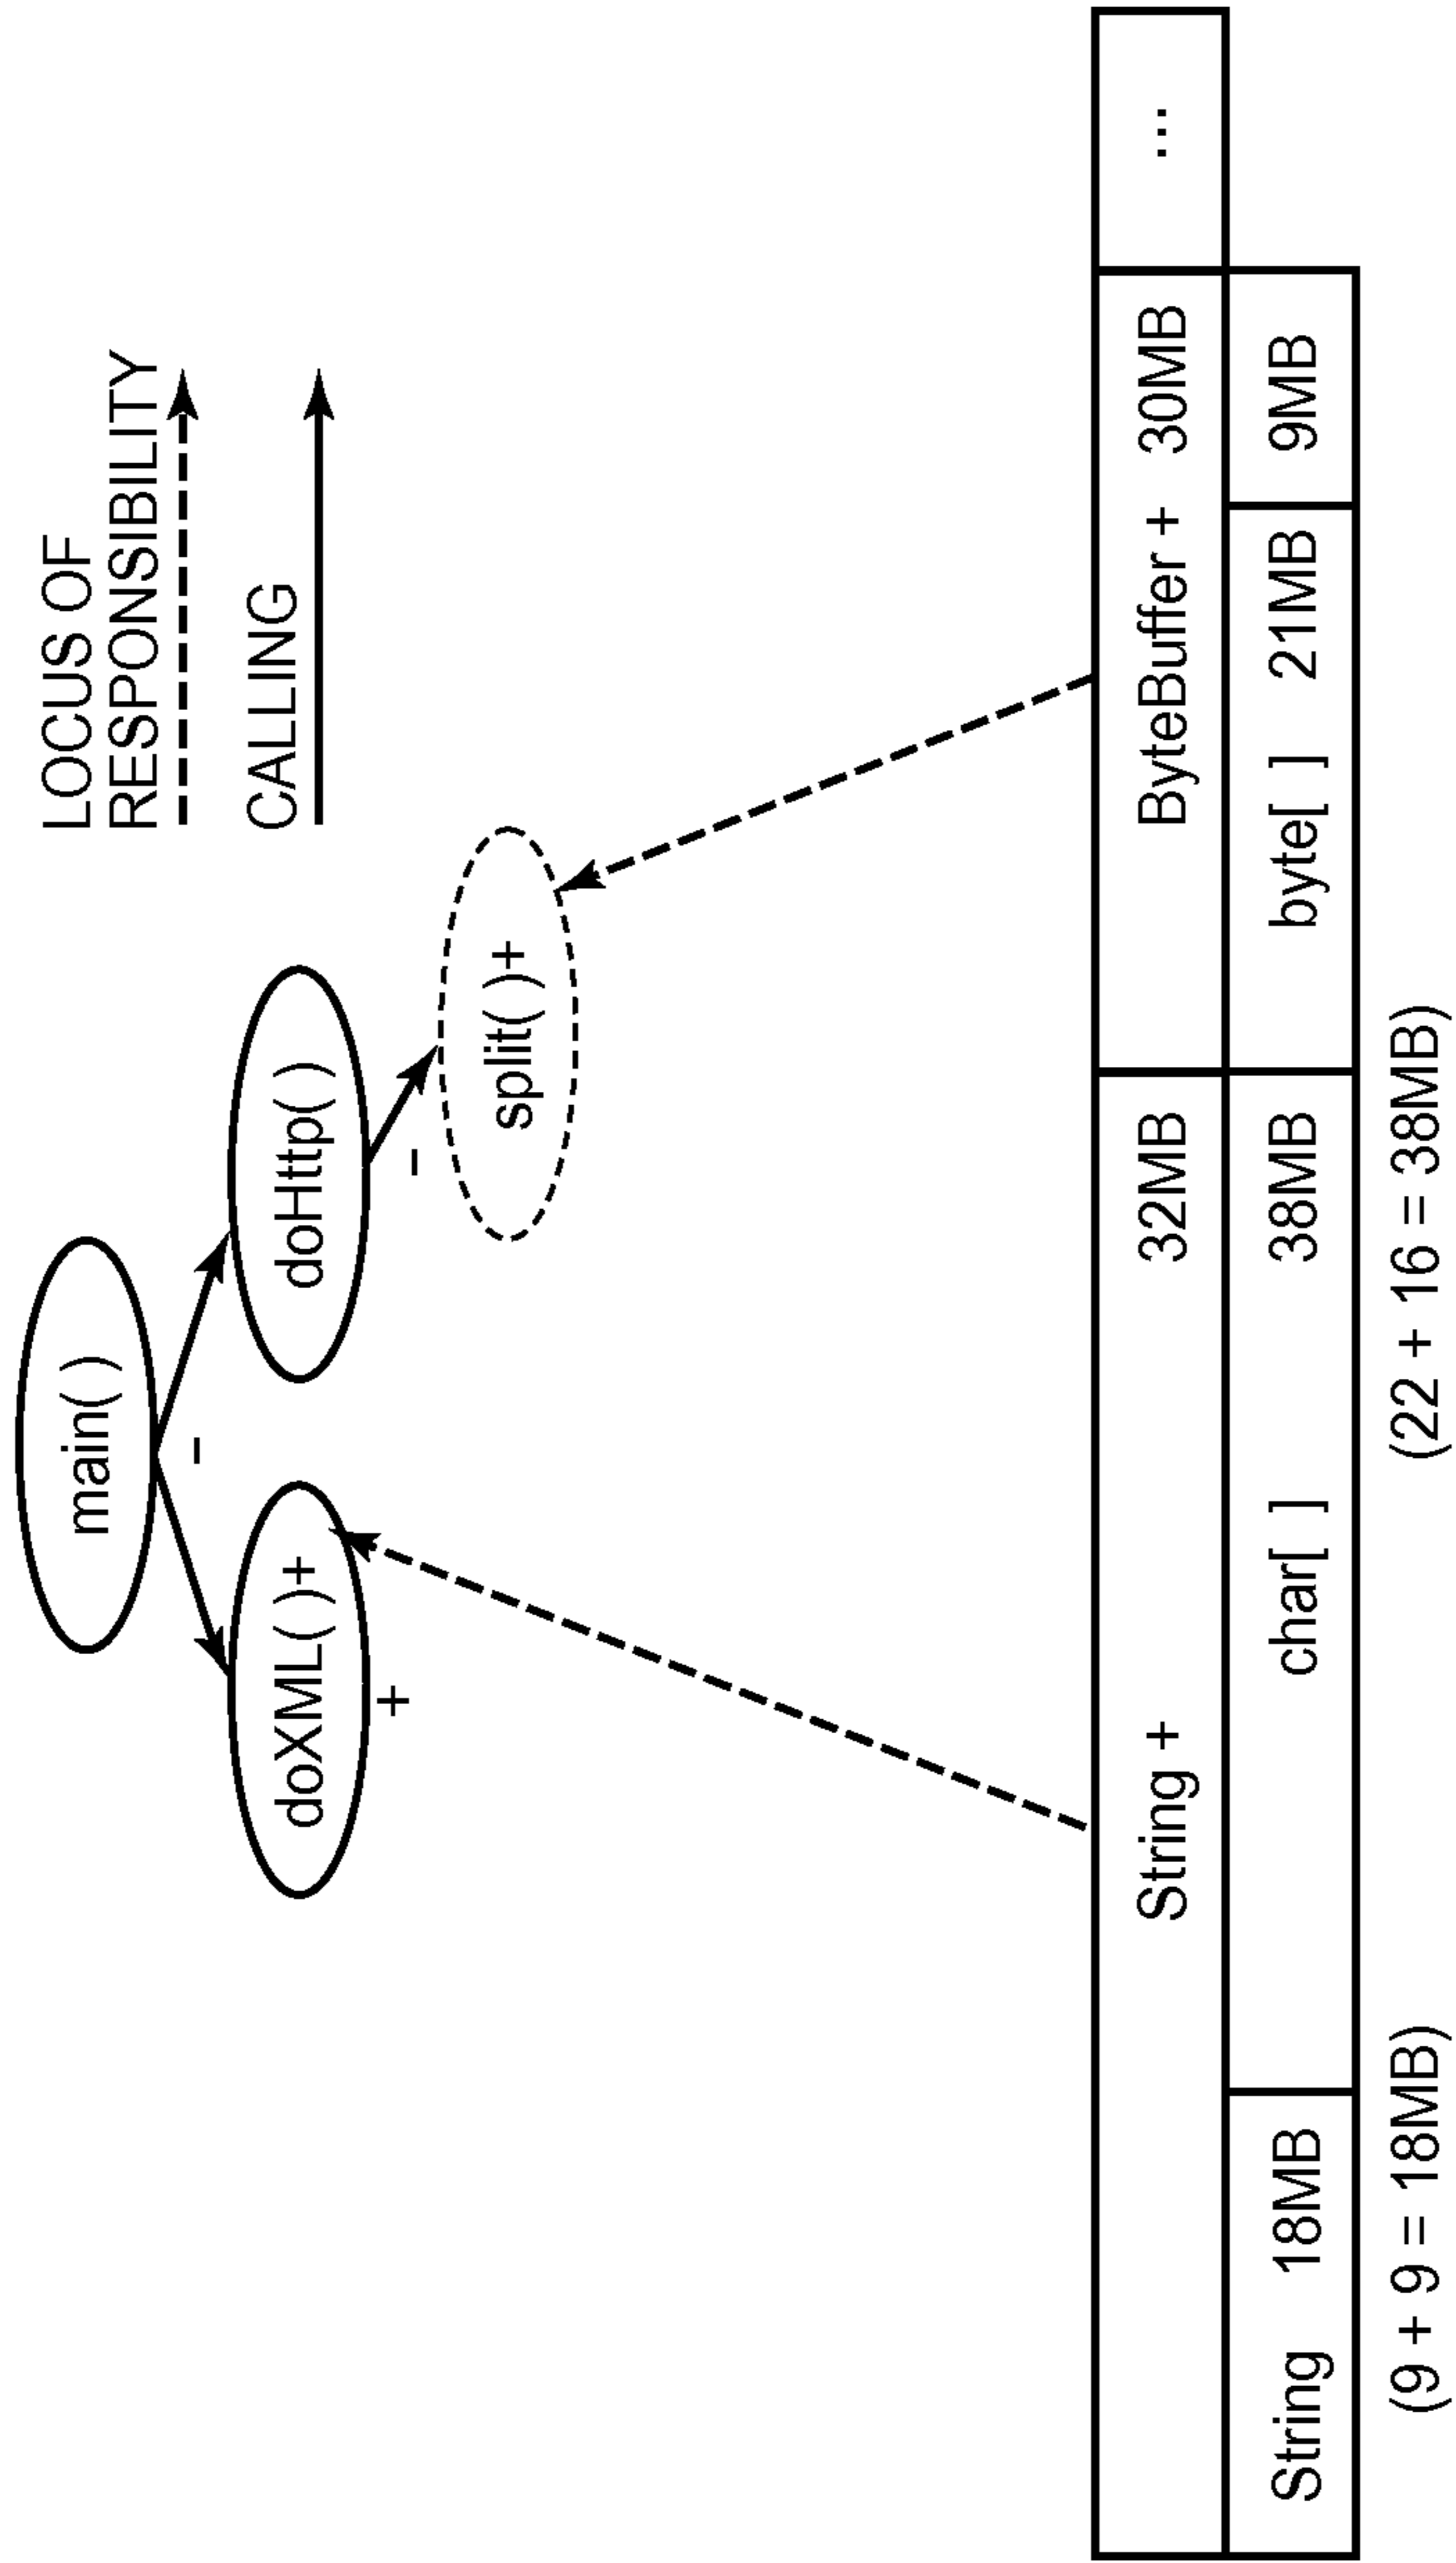 LOCUS OF
RESPONSIBILITY
CALLING
main( )
-
doXML( )+
doHttp( )
+
-
split( )+
String + 32MB
ByteBuffer + 30MB
...
String 18MB
char[ ] 38MB
byte[ ] 21MB
9MB
(9 + 9 = 18MB)
(22 + 16 = 38MB)